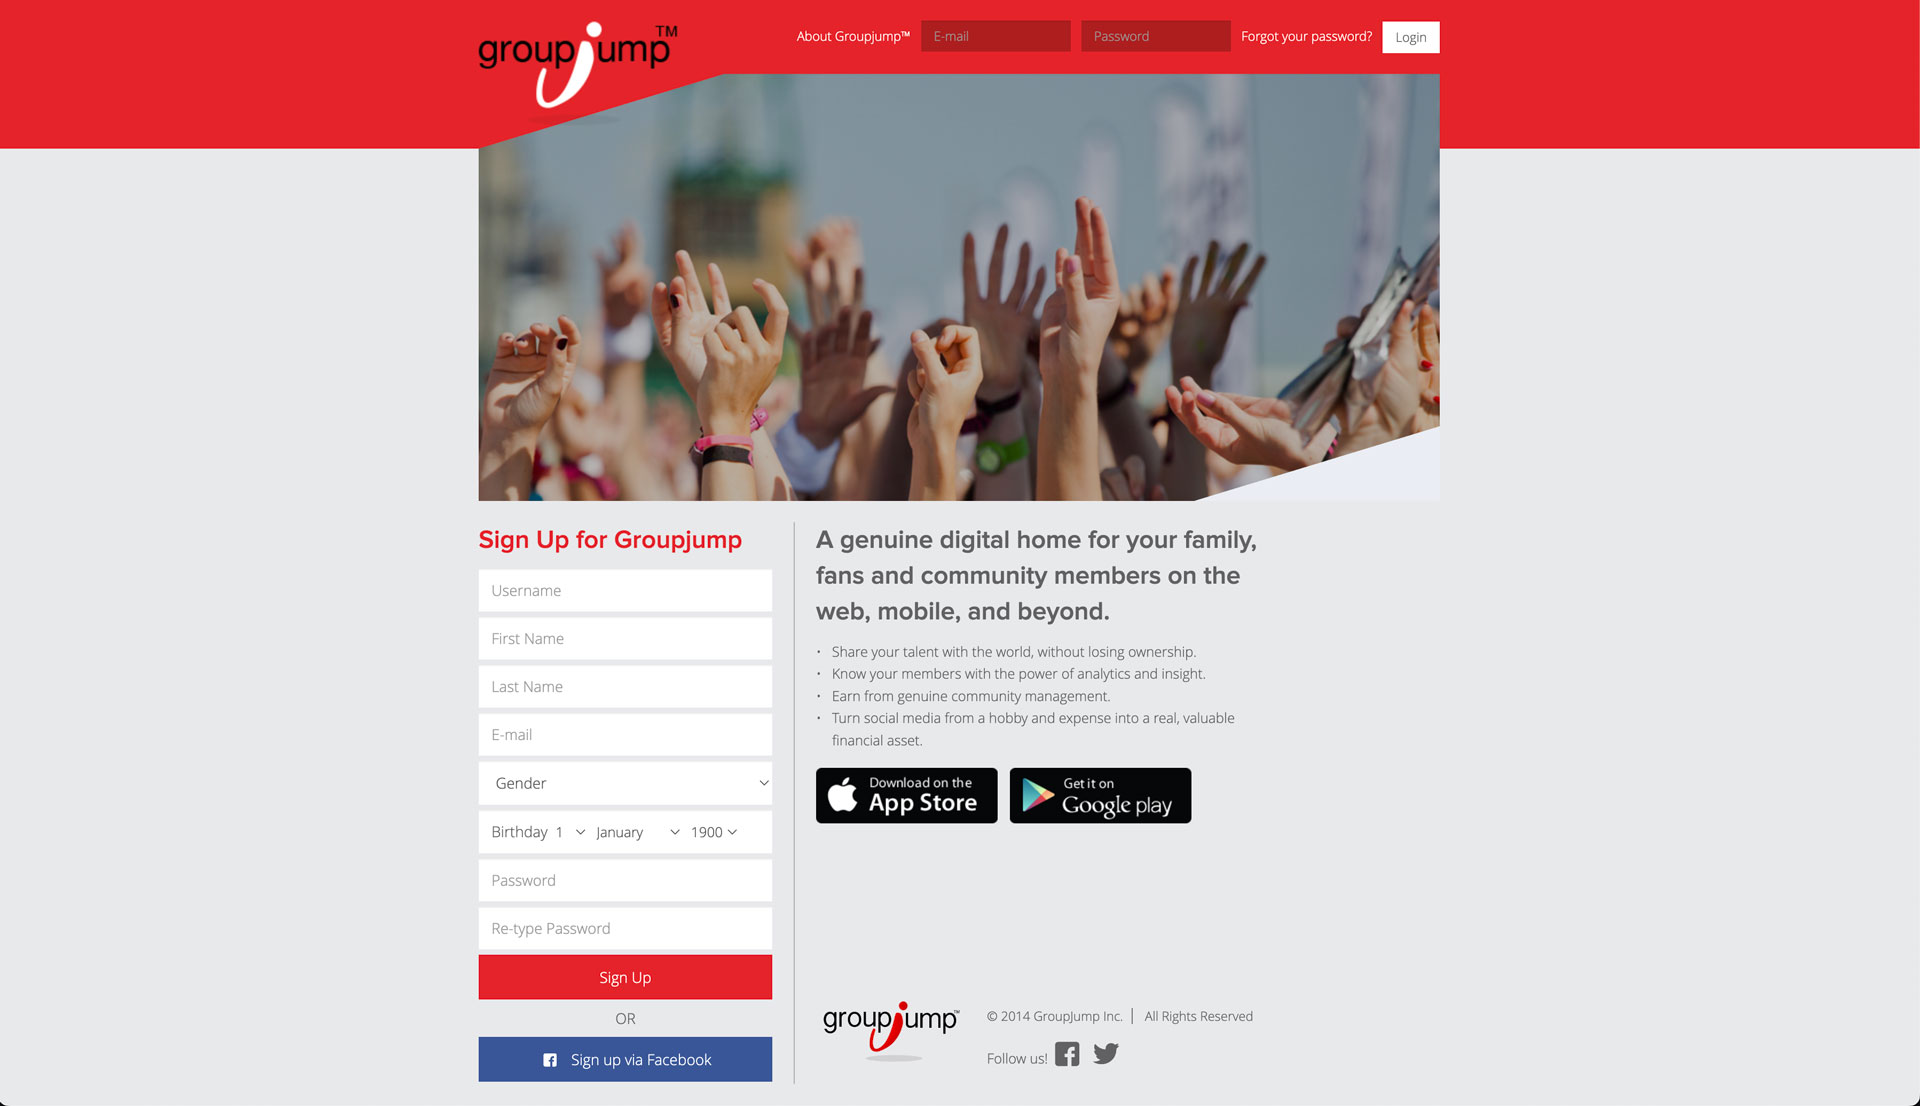 groupjump™
About Groupjump™ E-mail Password Forgot your password? Login
Sign Up for Groupjump
Username
First Name
Last Name
E-mail
Gender
Birthday 1 January 1900
Password
Re-type Password
Sign Up
OR
Sign up via Facebook
A genuine digital home for your family,
fans and community members on the
web, mobile, and beyond.
• Share your talent with the world, without losing ownership.
• Know your members with the power of analytics and insight.
• Earn from genuine community management.
• Turn social media from a hobby and expense into a real, valuable
financial asset.
Download on the
App Store
Get it on
Google play
groupjump™
© 2014 GroupJump Inc. | All Rights Reserved
Follow us!